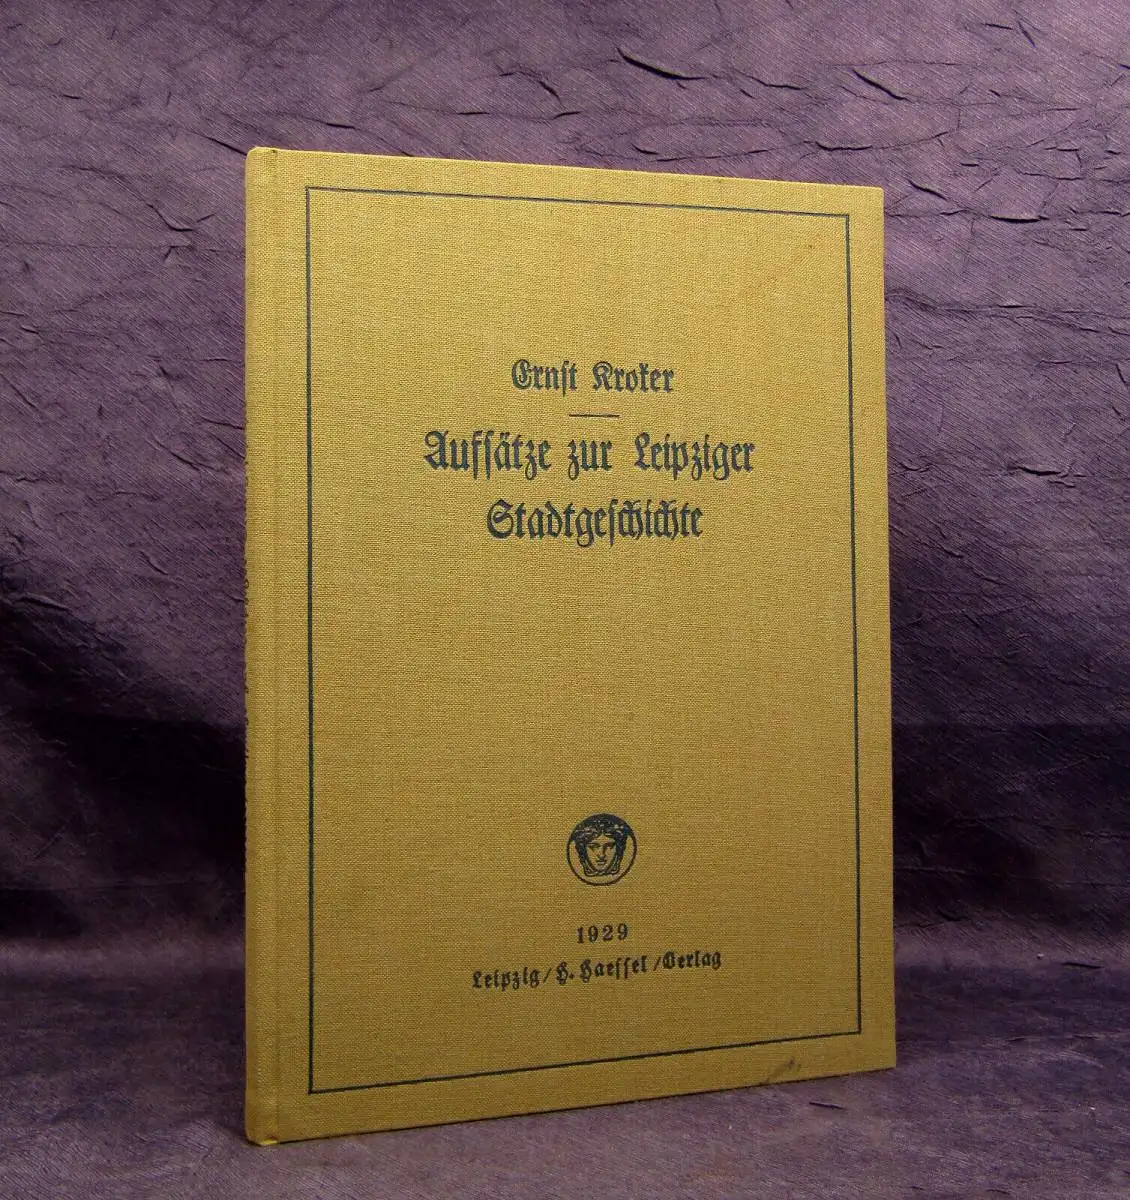 Ernst Kroker
Aufsätze zur Leipziger
Stadtgeschichte
1929
Leipzig / H. Haessel / Verlag